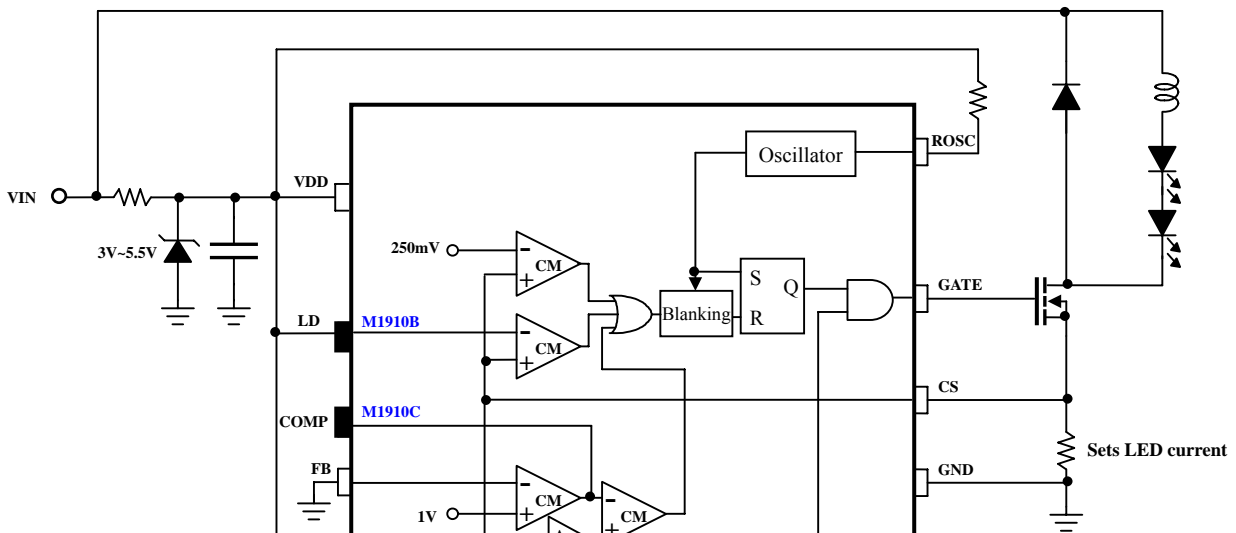 ROSC
Oscillator
VDD
VIN
250mV
-
3V~5.5V
CM
+
S
Q
GATE
Blanking
R
LD
M1910B
-
CM
+
CS
M1910C
COMP
Sets LED current
FB
GND
-
CM
-
1V
+
CM
+